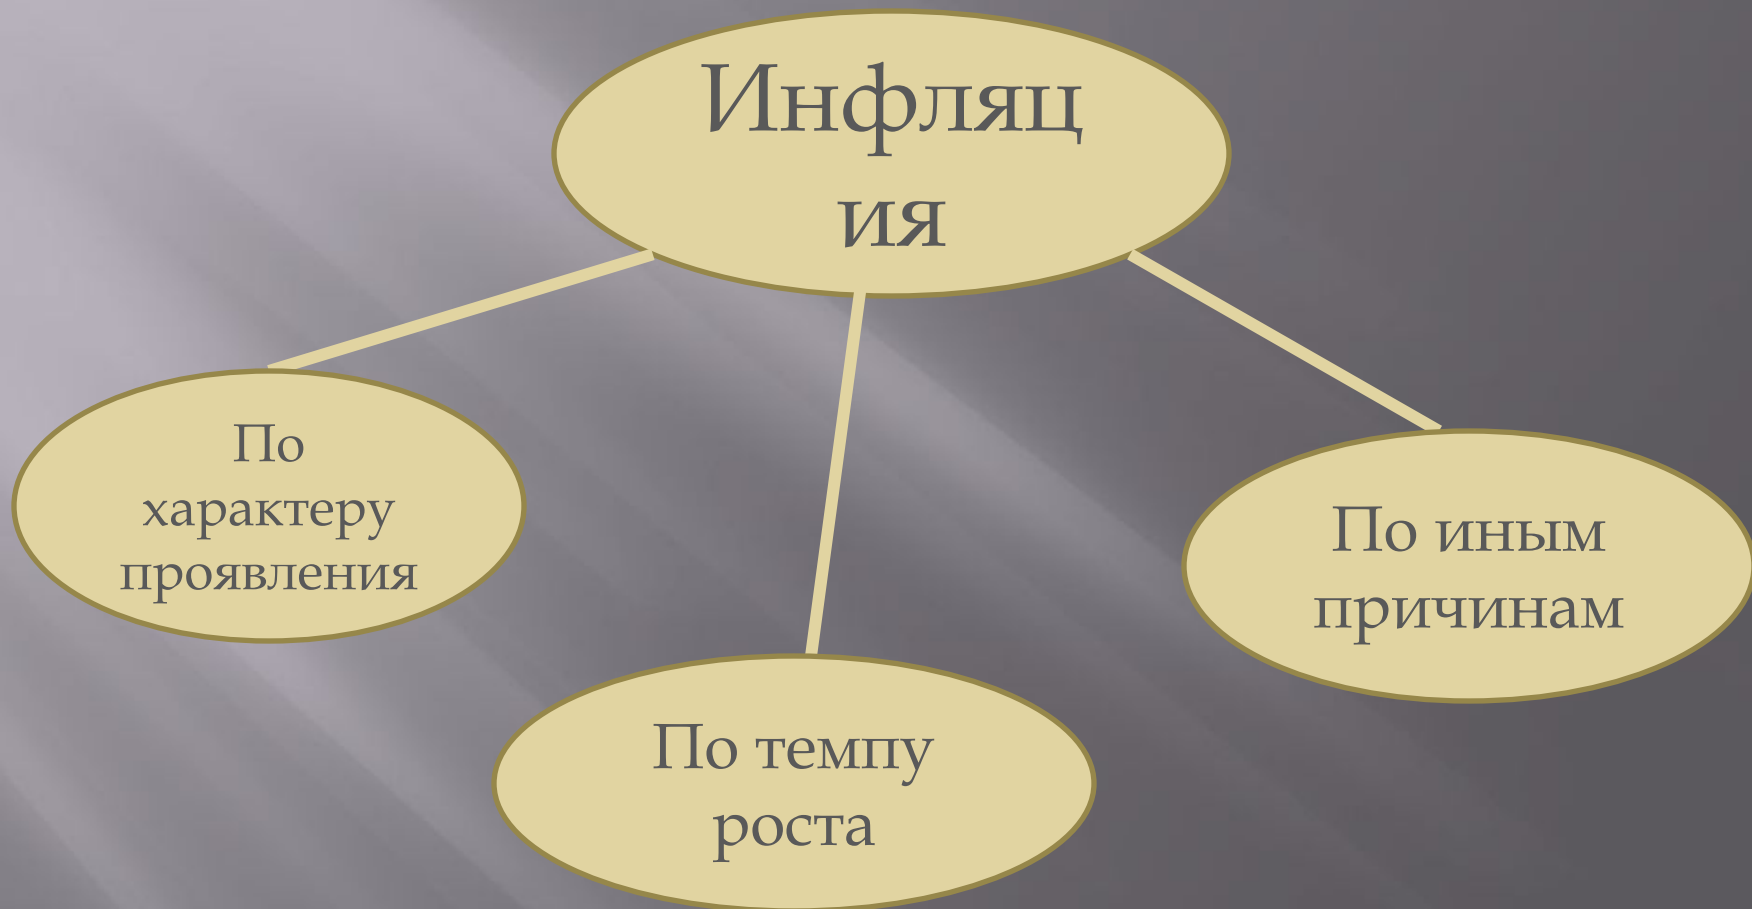 Инфляц
ия
По
характеру
проявления
По иным
причинам
По темпу
роста